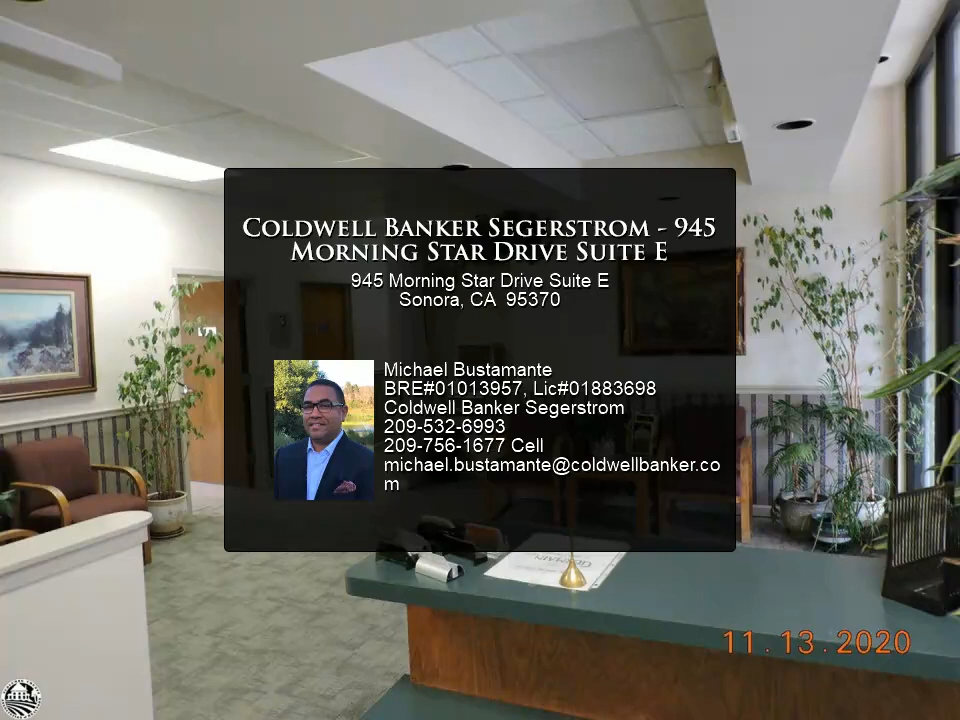 Coldwell Banker Segerstrom - 945
Morning Star Drive Suite E
945 Morning Star Drive Suite E
Sonora, CA 95370
Michael Bustamante
BRE#01013957, Lic#01883698
Coldwell Banker Segerstrom
209-532-6993
209-756-1677 Cell
michael.bustamante@coldwellbanker.co
m
11.13.2020